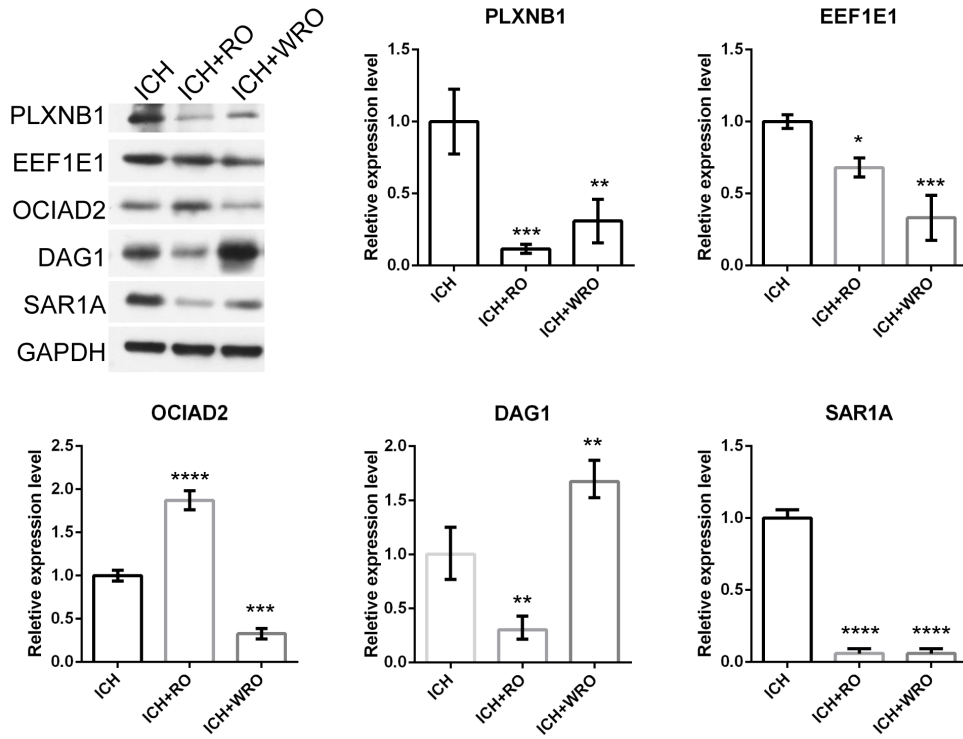 ICH
ICH+RO
ICH+WRO
PLXNB1
EEF1E1
OCIAD2
DAG1
SAR1A
GAPDH
PLXNB1
Reletive expression level
1.5
1.0
0.5
0.0
***
**
ICH
ICH+RO
ICH+WRO
EEF1E1
Reletive expression level
1.5
1.0
0.5
0.0
*
***
ICH
ICH+RO
ICH+WRO
OCIAD2
Reletive expression level
2.5
2.0
1.5
1.0
0.5
0.0
****
***
ICH
ICH+RO
ICH+WRO
DAG1
Reletive expression level
2.0
1.5
1.0
0.5
0.0
**
**
ICH
ICH+RO
ICH+WRO
SAR1A
Reletive expression level
1.5
1.0
0.5
0.0
****
****
ICH
ICH+RO
ICH+WRO